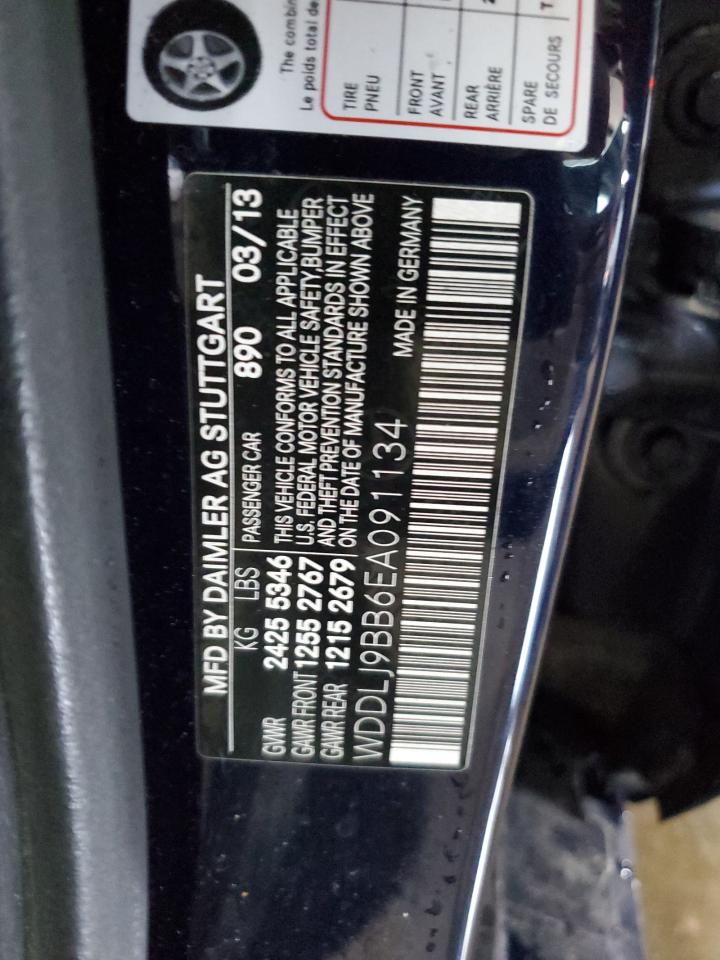 MFD BY DAIMLER AG STUTTGART
KG LBS PASSENGER CAR 890 03/13
GVWR 2425 5346 THIS VEHICLE CONFORMS TO ALL APPLICABLE
GAWR FRONT 1255 2767 U.S. FEDERAL MOTOR VEHICLE SAFETY, BUMPER
GAWR REAR 1215 2679 AND THEFT PREVENTION STANDARDS IN EFFECT
ON THE DATE OF MANUFACTURE SHOWN ABOVE
WDDLJ9BB6EA091134 MADE IN GERMANY
The combin
Le poids total de
TIRE
PNEU
FRONT
AVANT
REAR
ARRIÈRE
SPARE
DE SECOURS